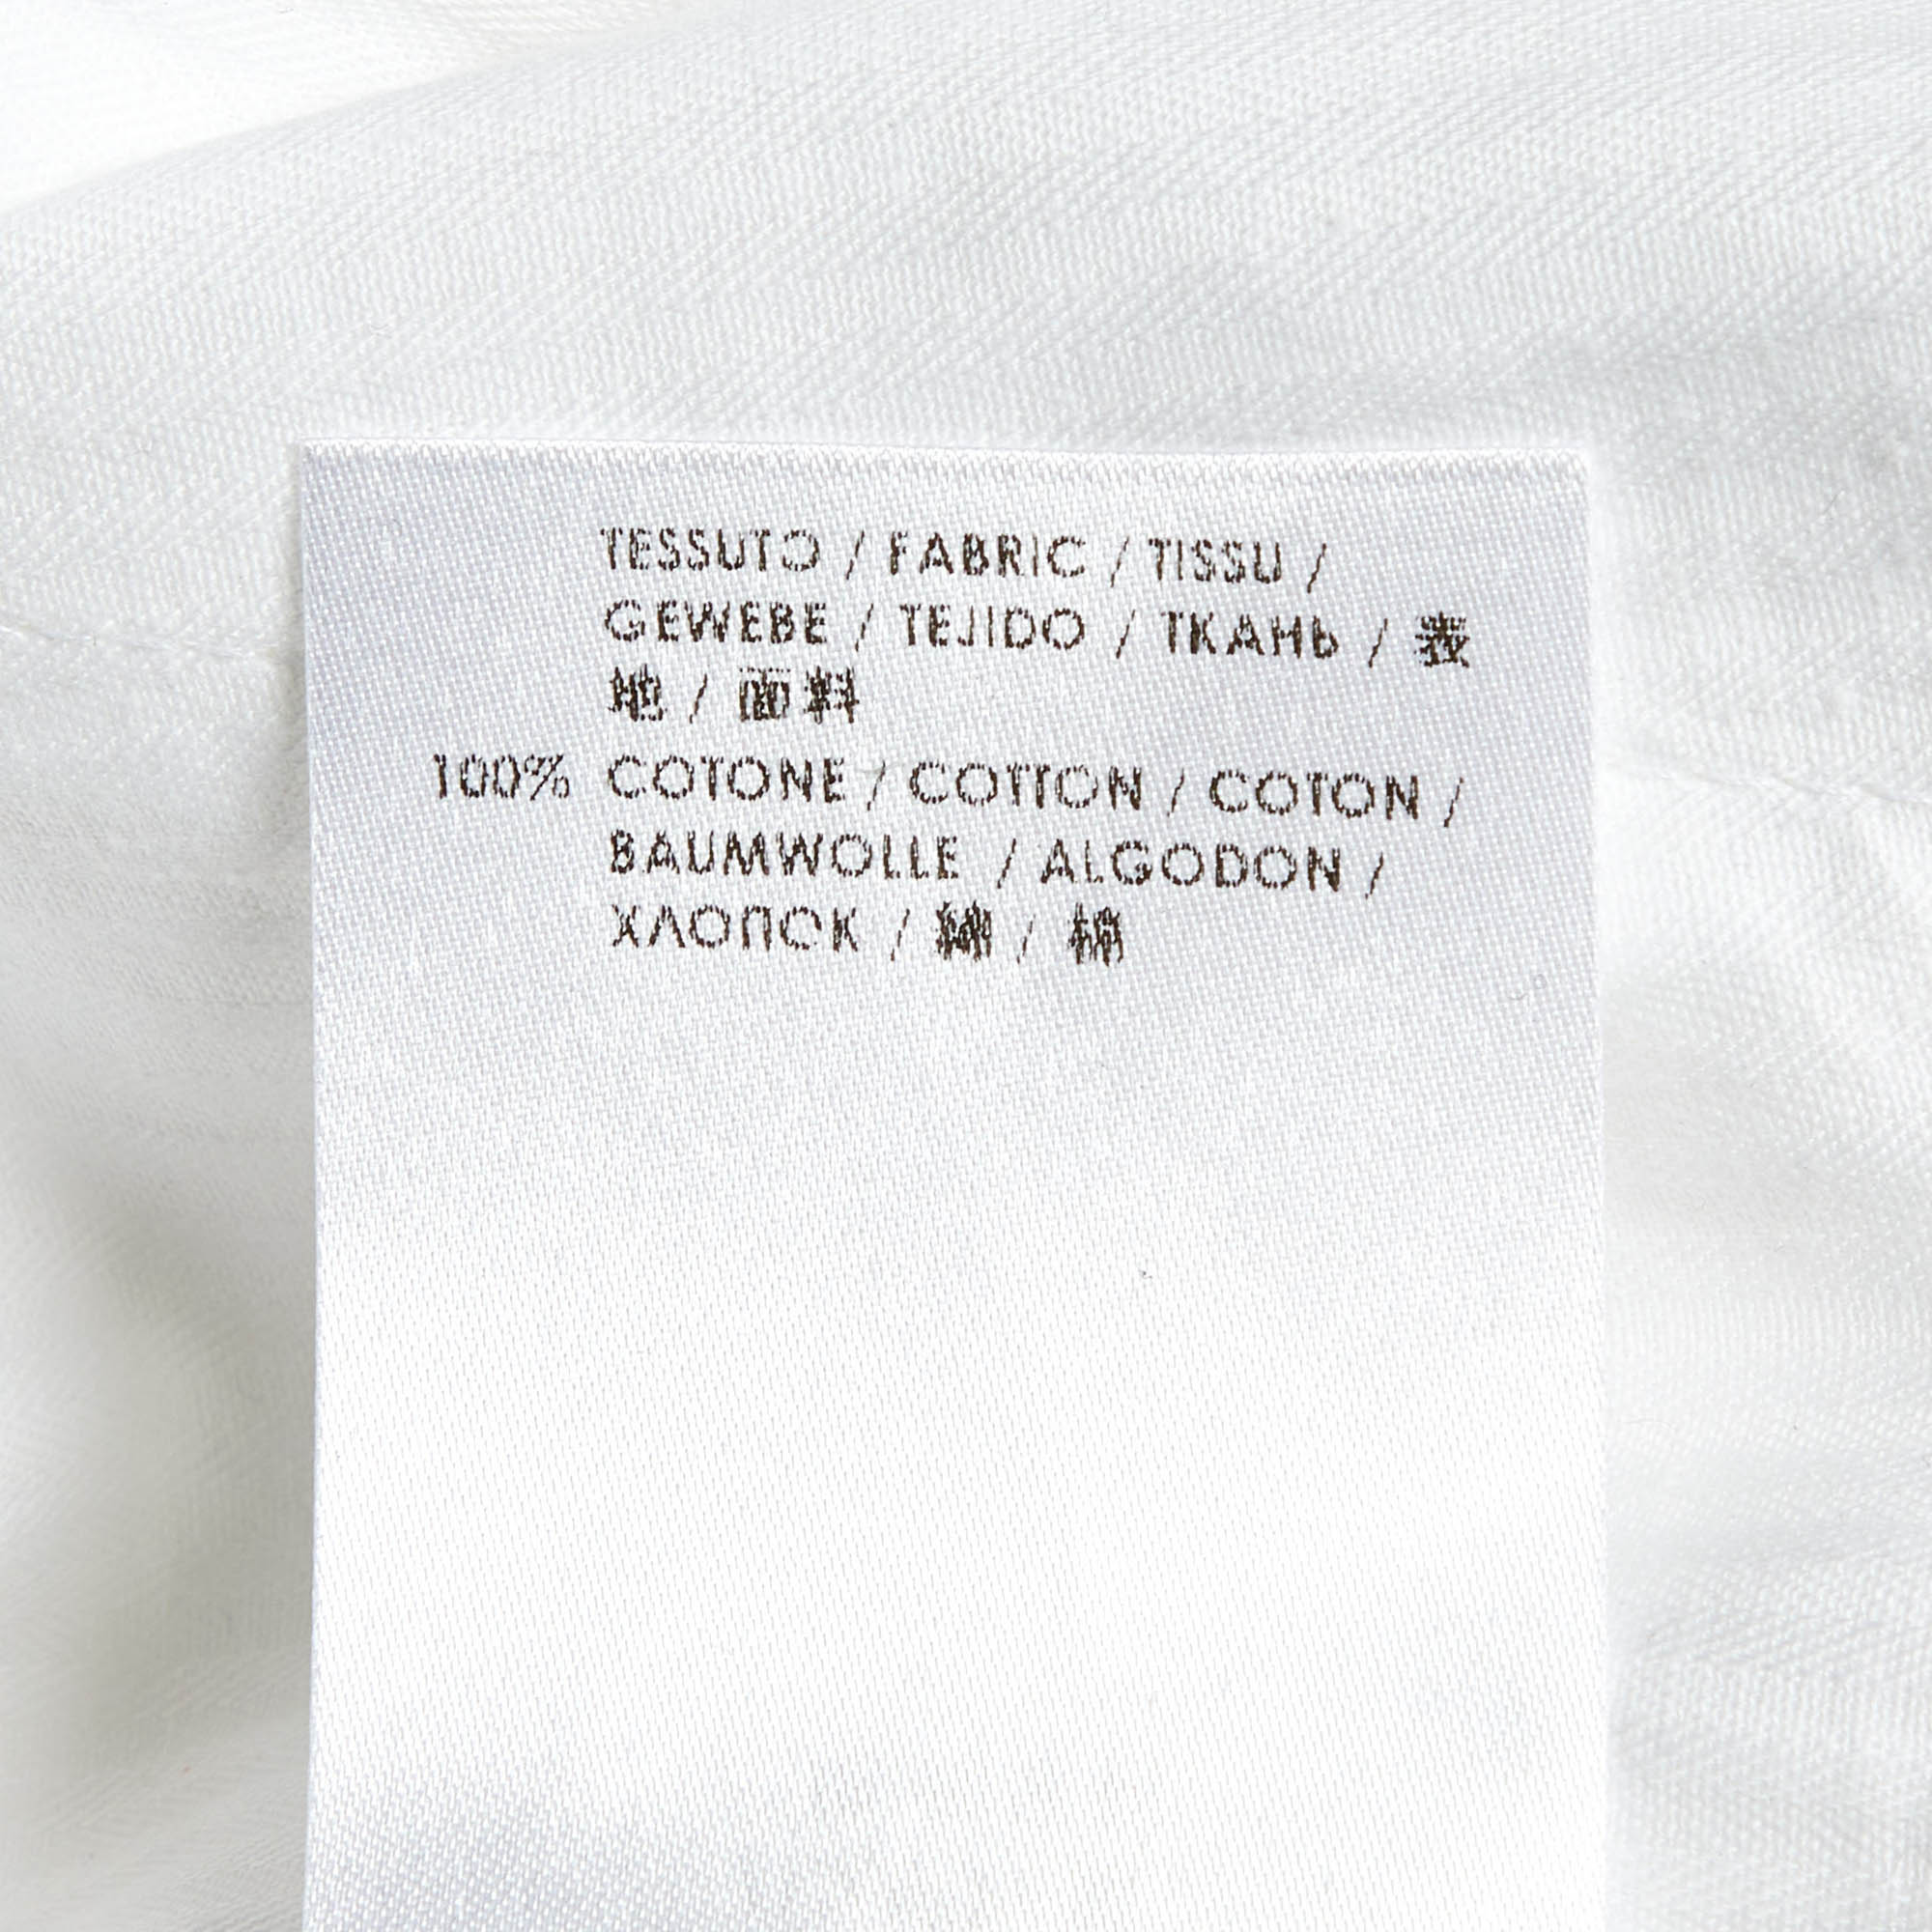 TESSUTO / FABRIC / TISSU /
GEWEBE / TEJIDO / ТКАНЬ / 表
地 / 面料
100% COTONE / COTTON / COTON /
BAUMWOLLE / ALGODON /
ХЛОПОК / 綿 / 棉